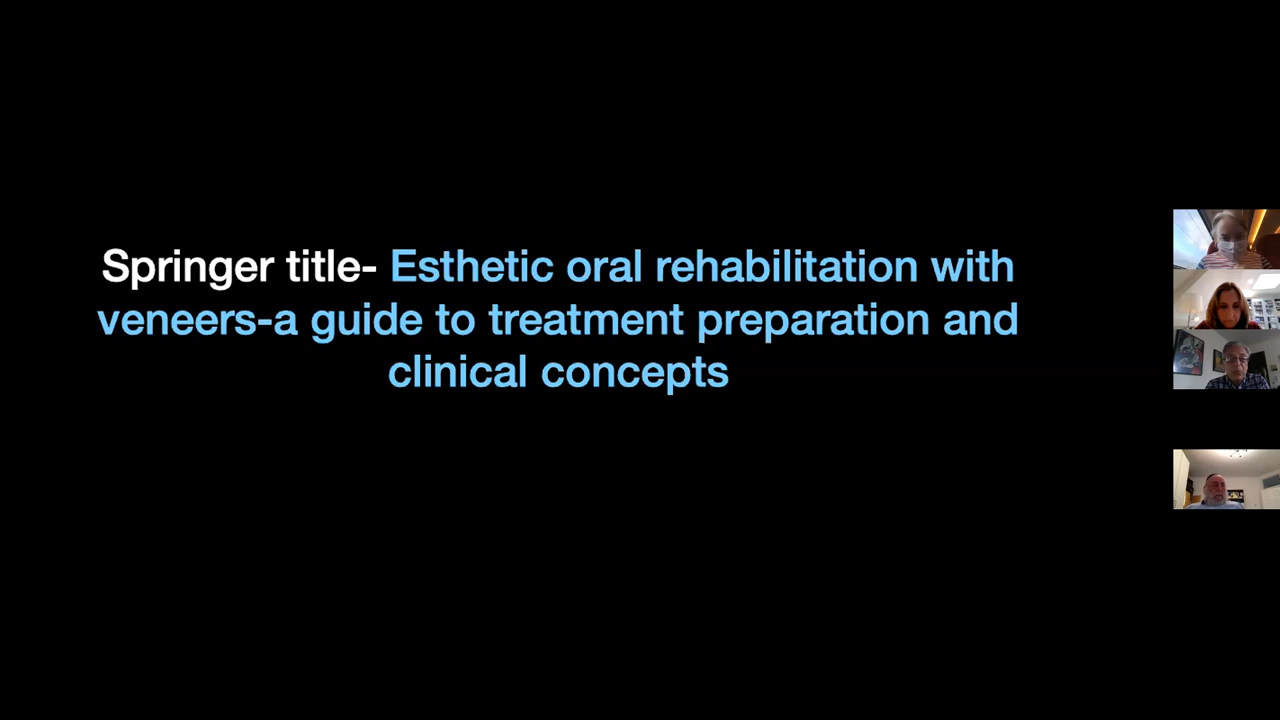 Springer title- Esthetic oral rehabilitation with
veneers-a guide to treatment preparation and
clinical concepts